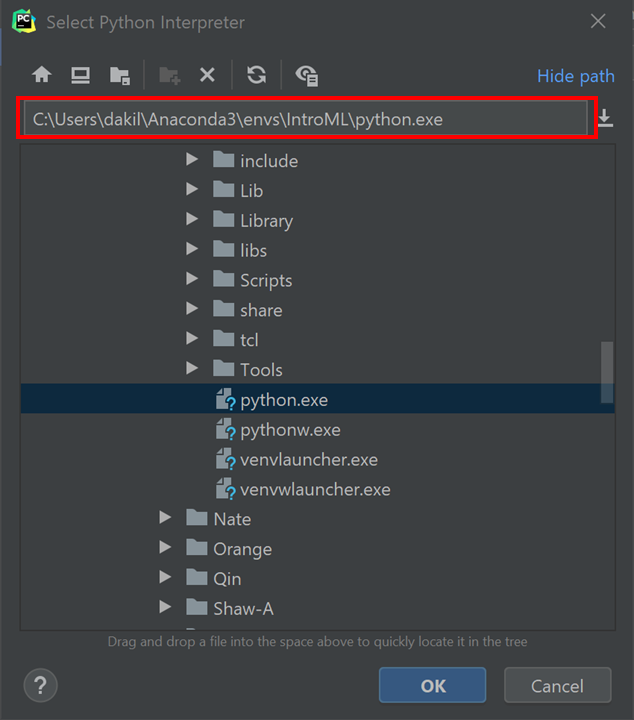 PC
Select Python Interpreter
Hide path
C:\Users\dakil\Anaconda3\envs\IntroML\python.exe
include
Lib
Library
libs
Scripts
share
tcl
Tools
python.exe
pythonw.exe
venvlauncher.exe
venvwlauncher.exe
Nate
Orange
Qin
Shaw-A
Drag and drop a file into the space above to quickly locate it in the tree
?
OK
Cancel